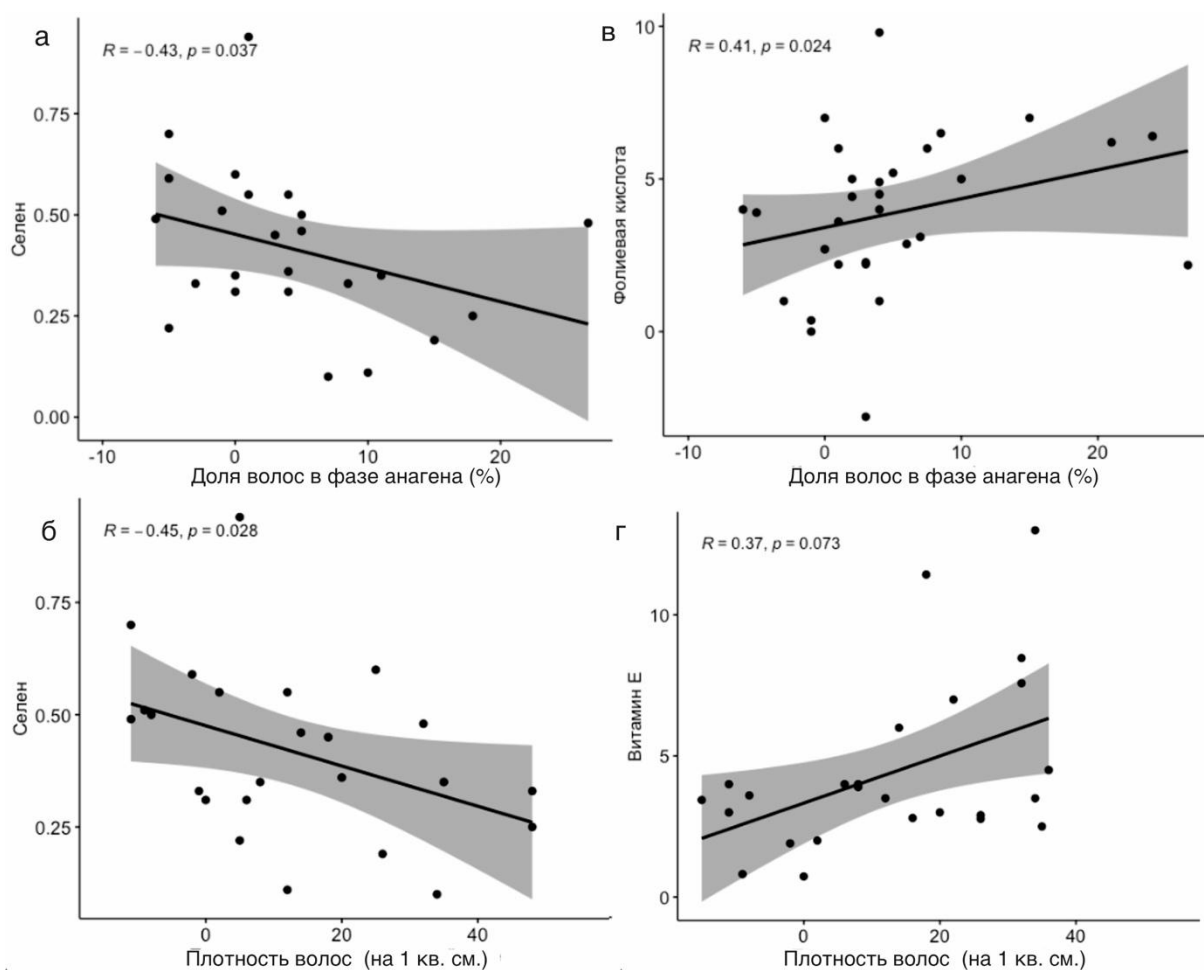 а
R = −0.43, p = 0.037
Селен
0.75
0.50
0.25
0.00
-10
0
10
20
Доля волос в фазе анагена (%)
в
R = 0.41, p = 0.024
Фолиевая кислота
10
5
0
-10
0
10
20
Доля волос в фазе анагена (%)
б
R = −0.45, p = 0.028
Селен
0.75
0.50
0.25
0
20
40
Плотность волос (на 1 кв. см.)
г
R = 0.37, p = 0.073
Витамин Е
10
5
0
0
20
40
Плотность волос (на 1 кв. см.)